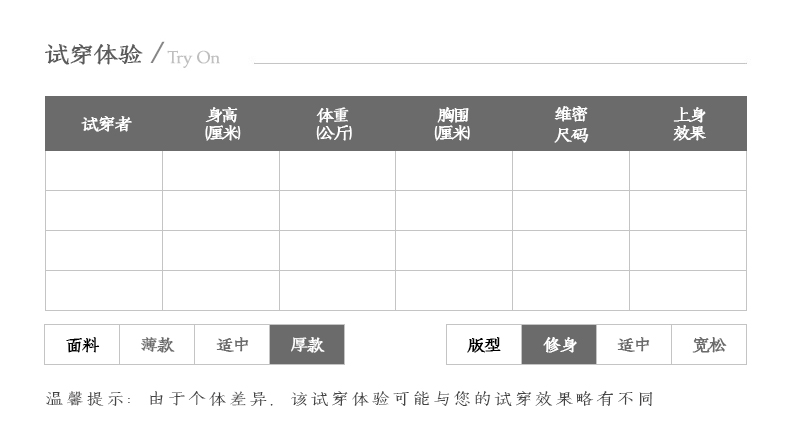 试穿体验 / Try On
试穿者 身高(厘米) 体重(公斤) 胸围(厘米) 维密尺码 上身效果
面料 薄款 适中 厚款 版型 修身 适中 宽松
温馨提示: 由于个体差异, 该试穿体验可能与您的试穿效果略有不同